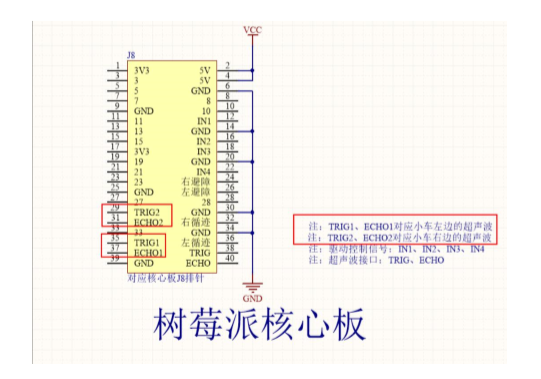 VCC
J8
1 3V3 5V 2
3 3 5V 4
5 5 GND 6
7 7 8 8
9 GND 10 10
11 11 IN1 12
13 13 GND 14
15 15 IN2 16
17 3V3 IN3 18
19 19 GND 20
21 21 IN4 22
23 23 右避障 24
25 GND 左避障 26
27 27 28 28
29 TRIG2 GND 30
31 ECHO2 右循迹 32
33 33 GND 34
35 TRIG1 左循迹 36
37 ECHO1 TRIG 38
39 GND ECHO 40
对应核心板J8排针
GND
注：TRIG1、ECHO1对应小车左边的超声波
注：TRIG2、ECHO2对应小车右边的超声波
注：驱动控制信号：IN1、IN2、IN3、IN4
注：超声波接口：TRIG、ECHO
树莓派核心板